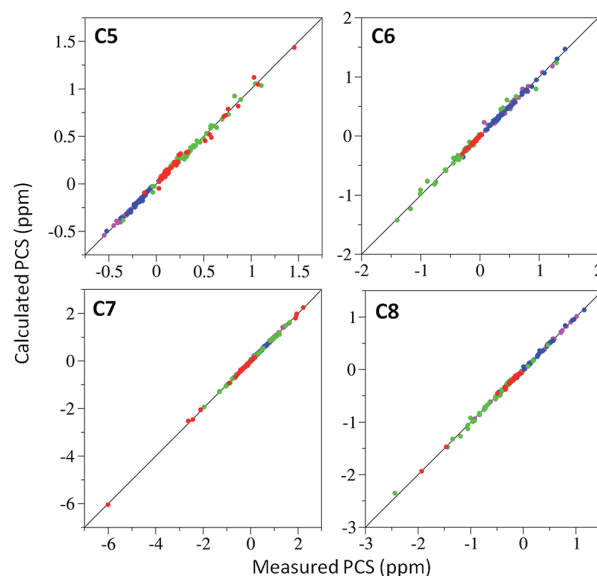 C5
1.5
1
0.5
0
-0.5
-0.5 0 0.5 1 1.5
C6
2
1
0
-1
-2
-2 -1 0 1 2
C7
2
0
-2
-4
-6
-6 -4 -2 0 2
C8
1
0
-1
-2
-3
-3 -2 -1 0 1
Calculated PCS (ppm)
Measured PCS (ppm)